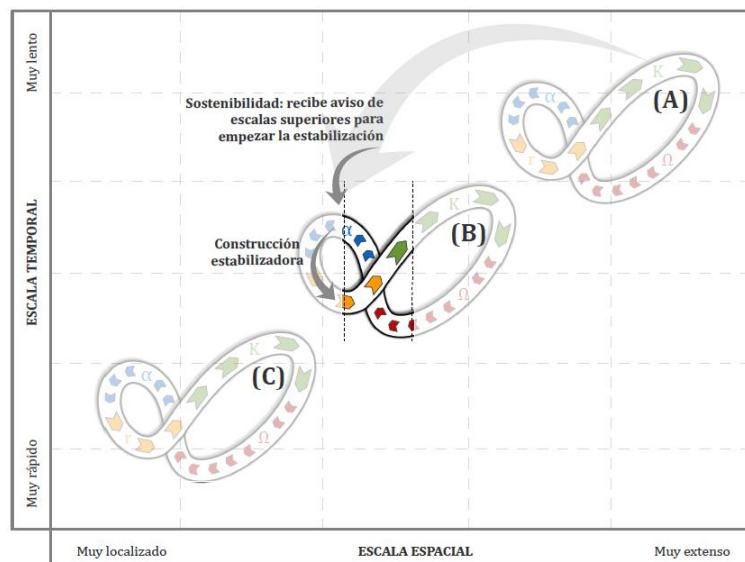 Muy lento
ESCALA TEMPORAL
Muy rápido
Sostenibilidad: recibe aviso de
escalas superiores para
empezar la estabilización
Construcción
estabilizadora
K
(A)
α
r
Ω
K
(B)
α
Ω
K
(C)
α
r
Ω
Muy localizado
ESCALA ESPACIAL
Muy extenso